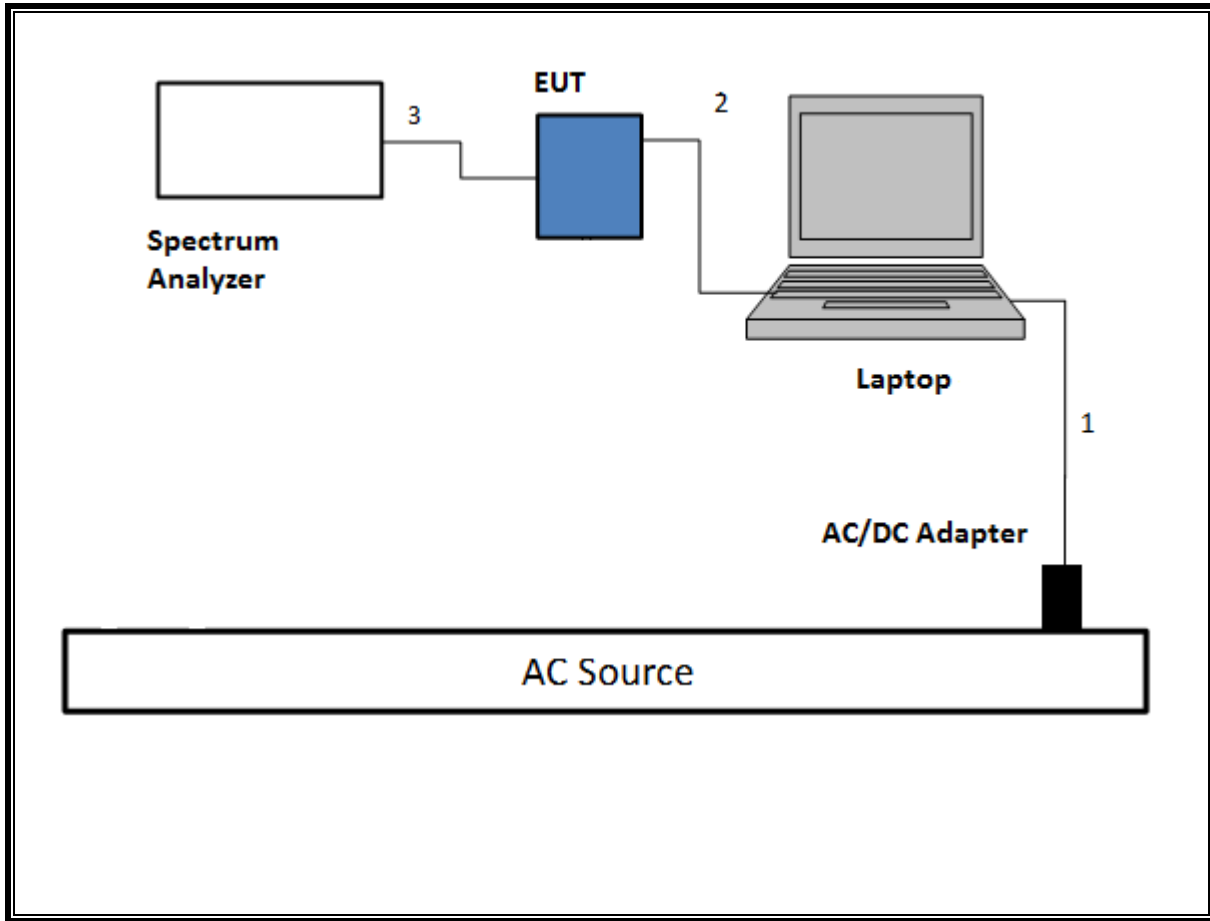 EUT
2
3
Spectrum
Analyzer
Laptop
1
AC/DC Adapter
AC Source